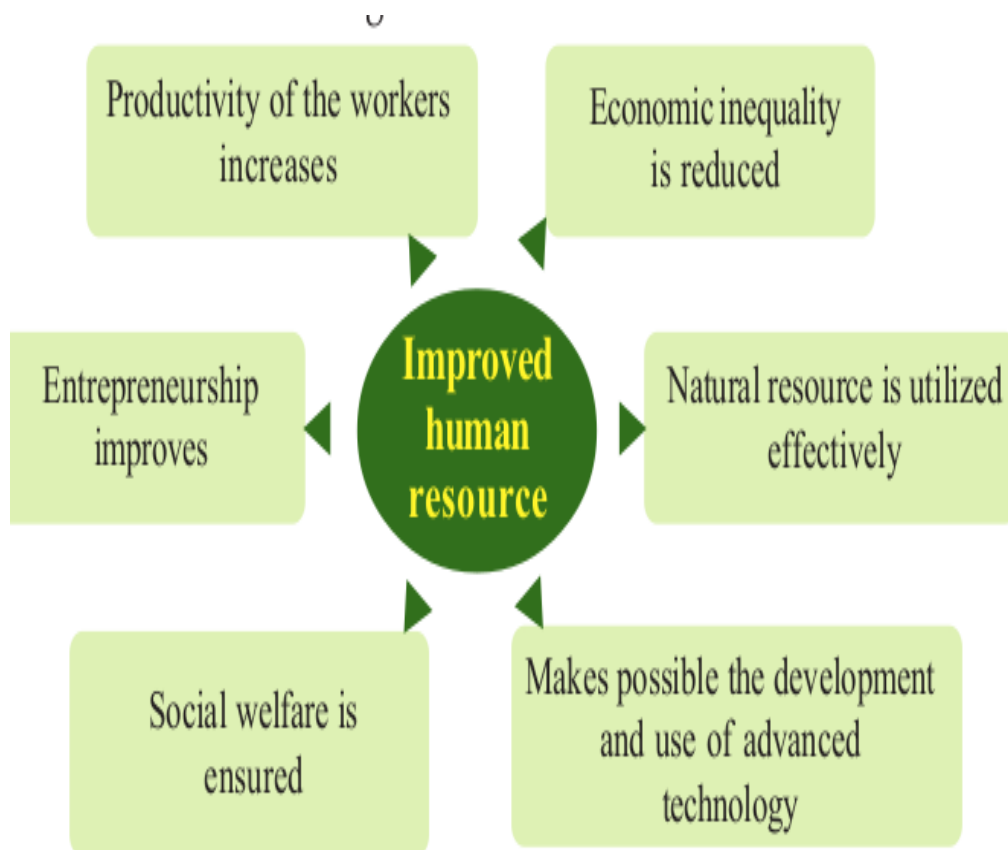 Productivity of the workers
increases
Economic inequality
is reduced
Improved
human
resource
Entrepreneurship
improves
Natural resource is utilized
effectively
Social welfare is
ensured
Makes possible the development
and use of advanced
technology